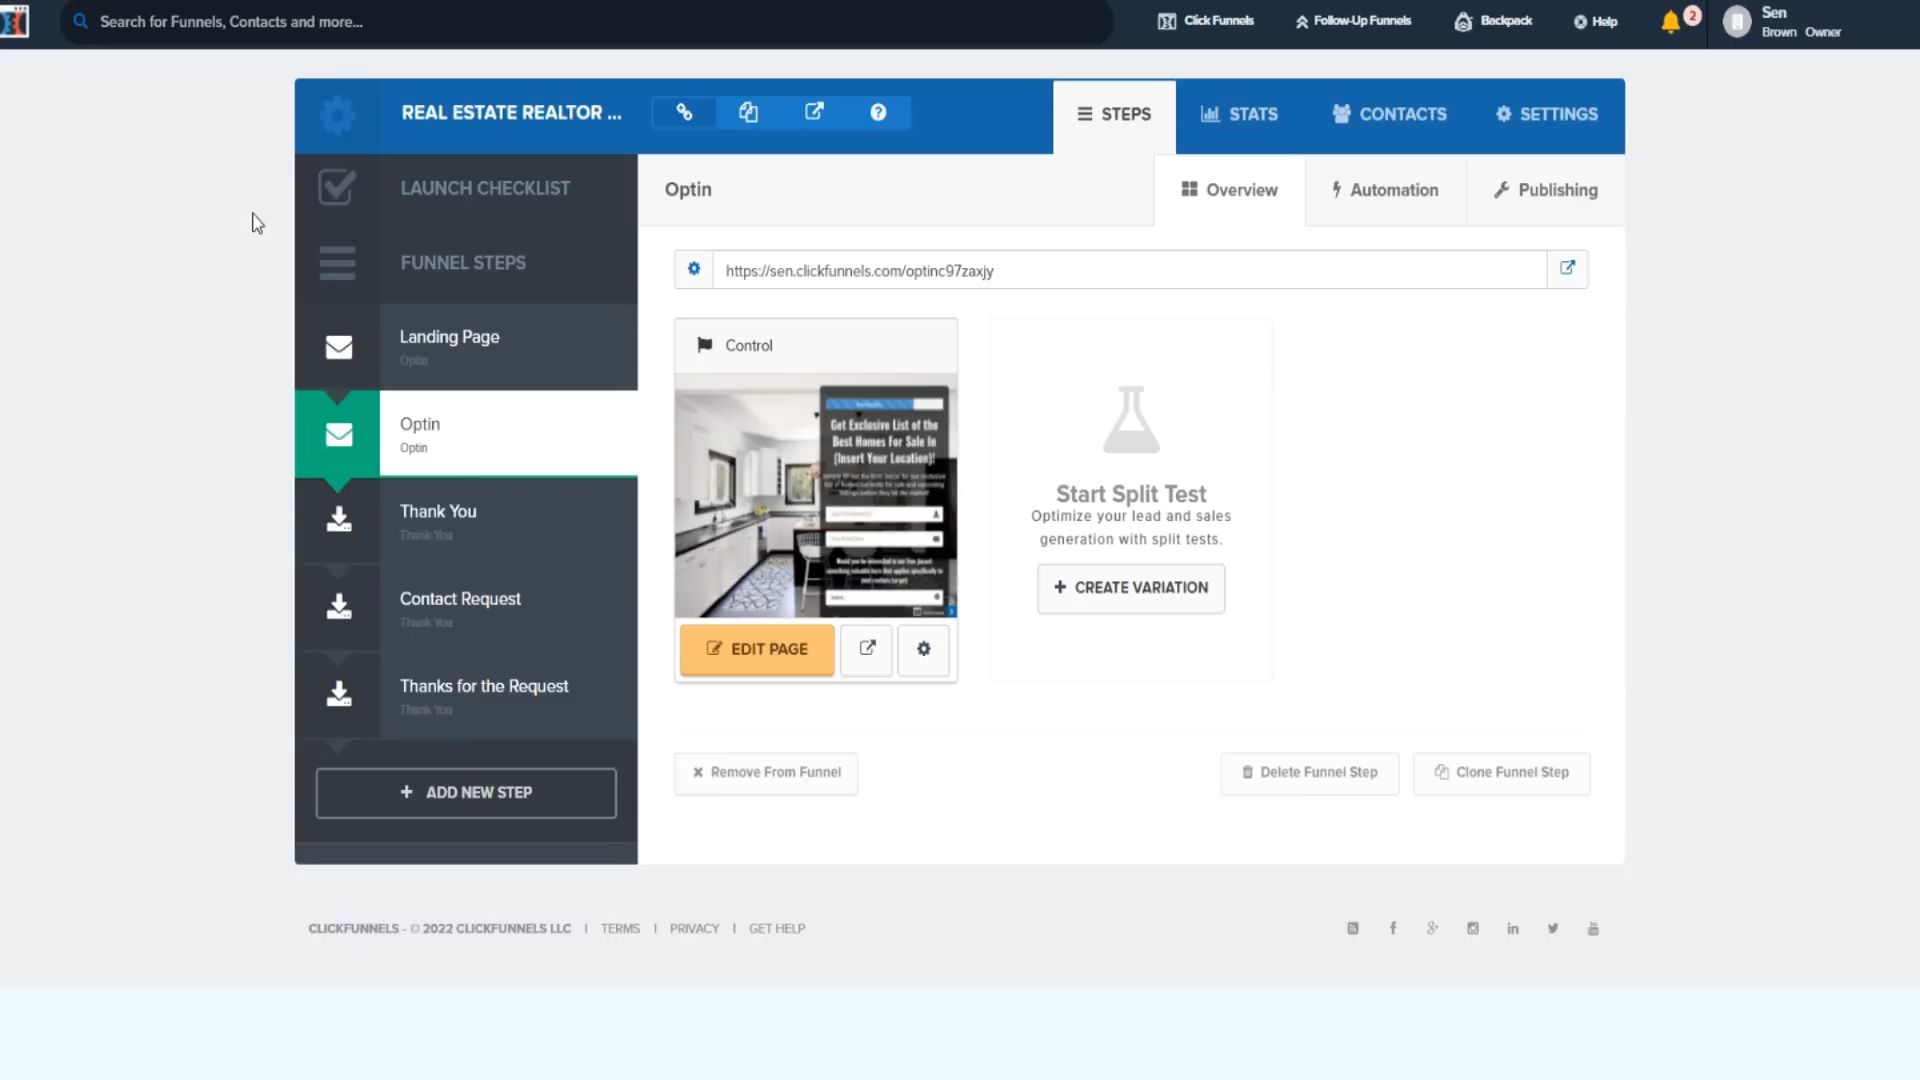 Search for Funnels, Contacts and more...
Click Funnels
Follow-Up Funnels
Backpack
Help
2
Sen
Brown Owner
REAL ESTATE REALTOR ...
STEPS
STATS
CONTACTS
SETTINGS
LAUNCH CHECKLIST
FUNNEL STEPS
Landing Page
Optin
Optin
Optin
Thank You
Thank You
Contact Request
Thank You
Thanks for the Request
Thank You
+ ADD NEW STEP
Optin
Overview
Automation
Publishing
https://sen.clickfunnels.com/optinc97zaxjy
Control
Get Exclusive List of the
Best Homes For Sale In
(Insert Your Location)!
EDIT PAGE
Start Split Test
Optimize your lead and sales
generation with split tests.
+ CREATE VARIATION
Remove From Funnel
Delete Funnel Step
Clone Funnel Step
CLICKFUNNELS - © 2022 CLICKFUNNELS LLC | TERMS | PRIVACY | GET HELP